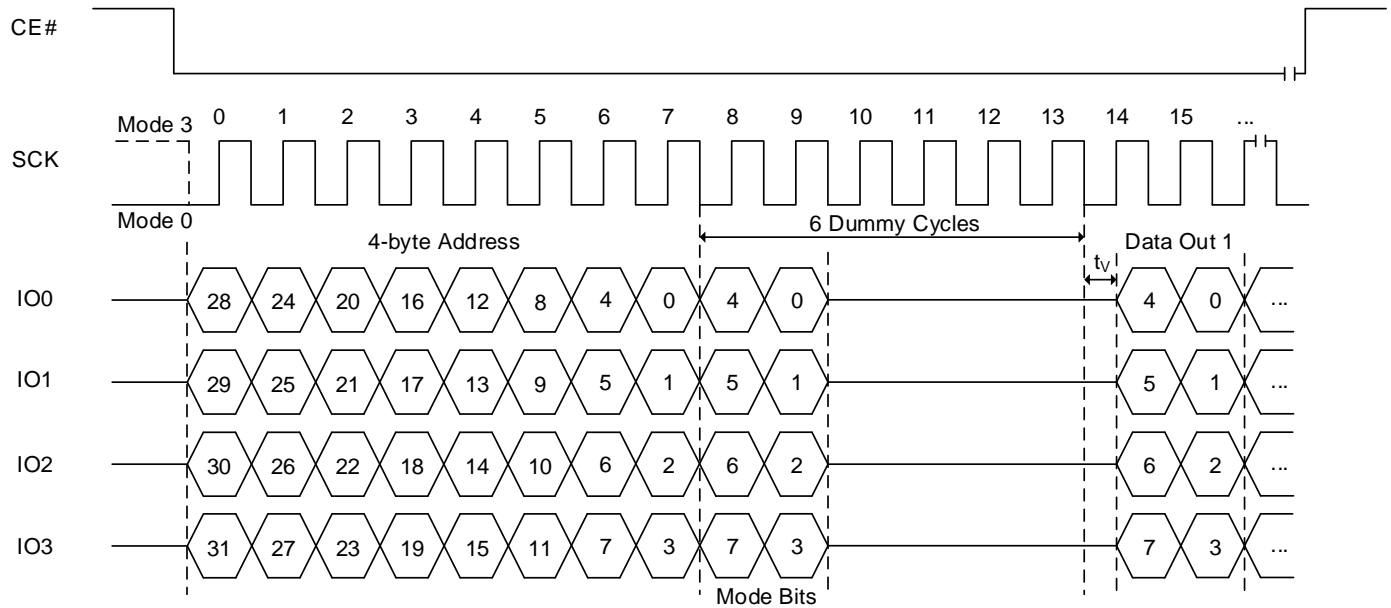 CE#
0 1 2 3 4 5 6 7 8 9 10 11 12 13 14 15 ...
Mode 3
SCK
Mode 0
6 Dummy Cycles
4-byte Address
Data Out 1
tV
IO0 28 24 20 16 12 8 4 0 4 0 4 0 ...
IO1 29 25 21 17 13 9 5 1 5 1 5 1 ...
IO2 30 26 22 18 14 10 6 2 6 2 6 2 ...
IO3 31 27 23 19 15 11 7 3 7 3 7 3 ...
Mode Bits